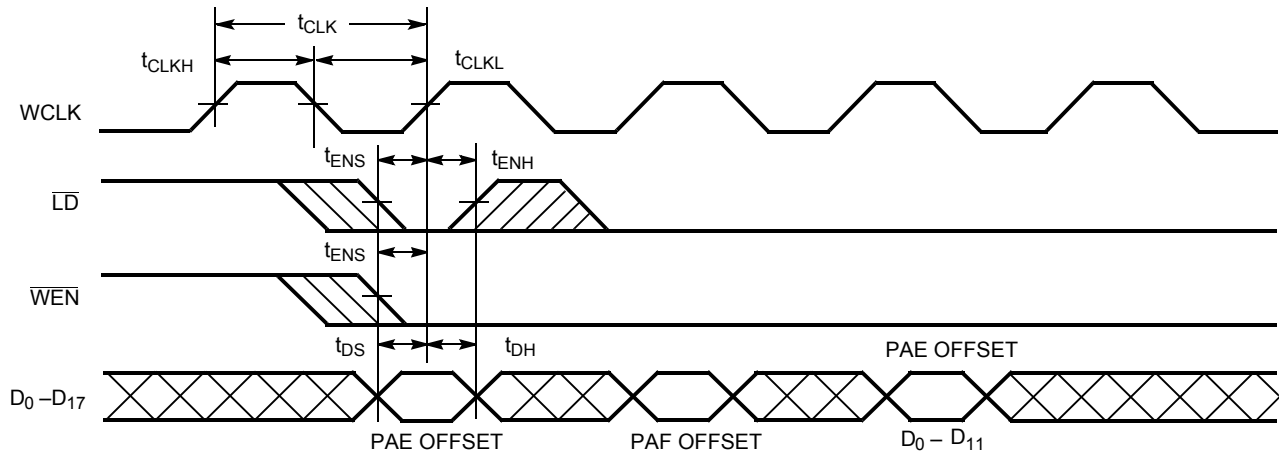 tCLK
tCLKH
tCLKL
WCLK
tENS
tENH
LD
tENS
WEN
tDS
tDH
PAE OFFSET
D0 –D17
PAE OFFSET
PAF OFFSET
D0 – D11